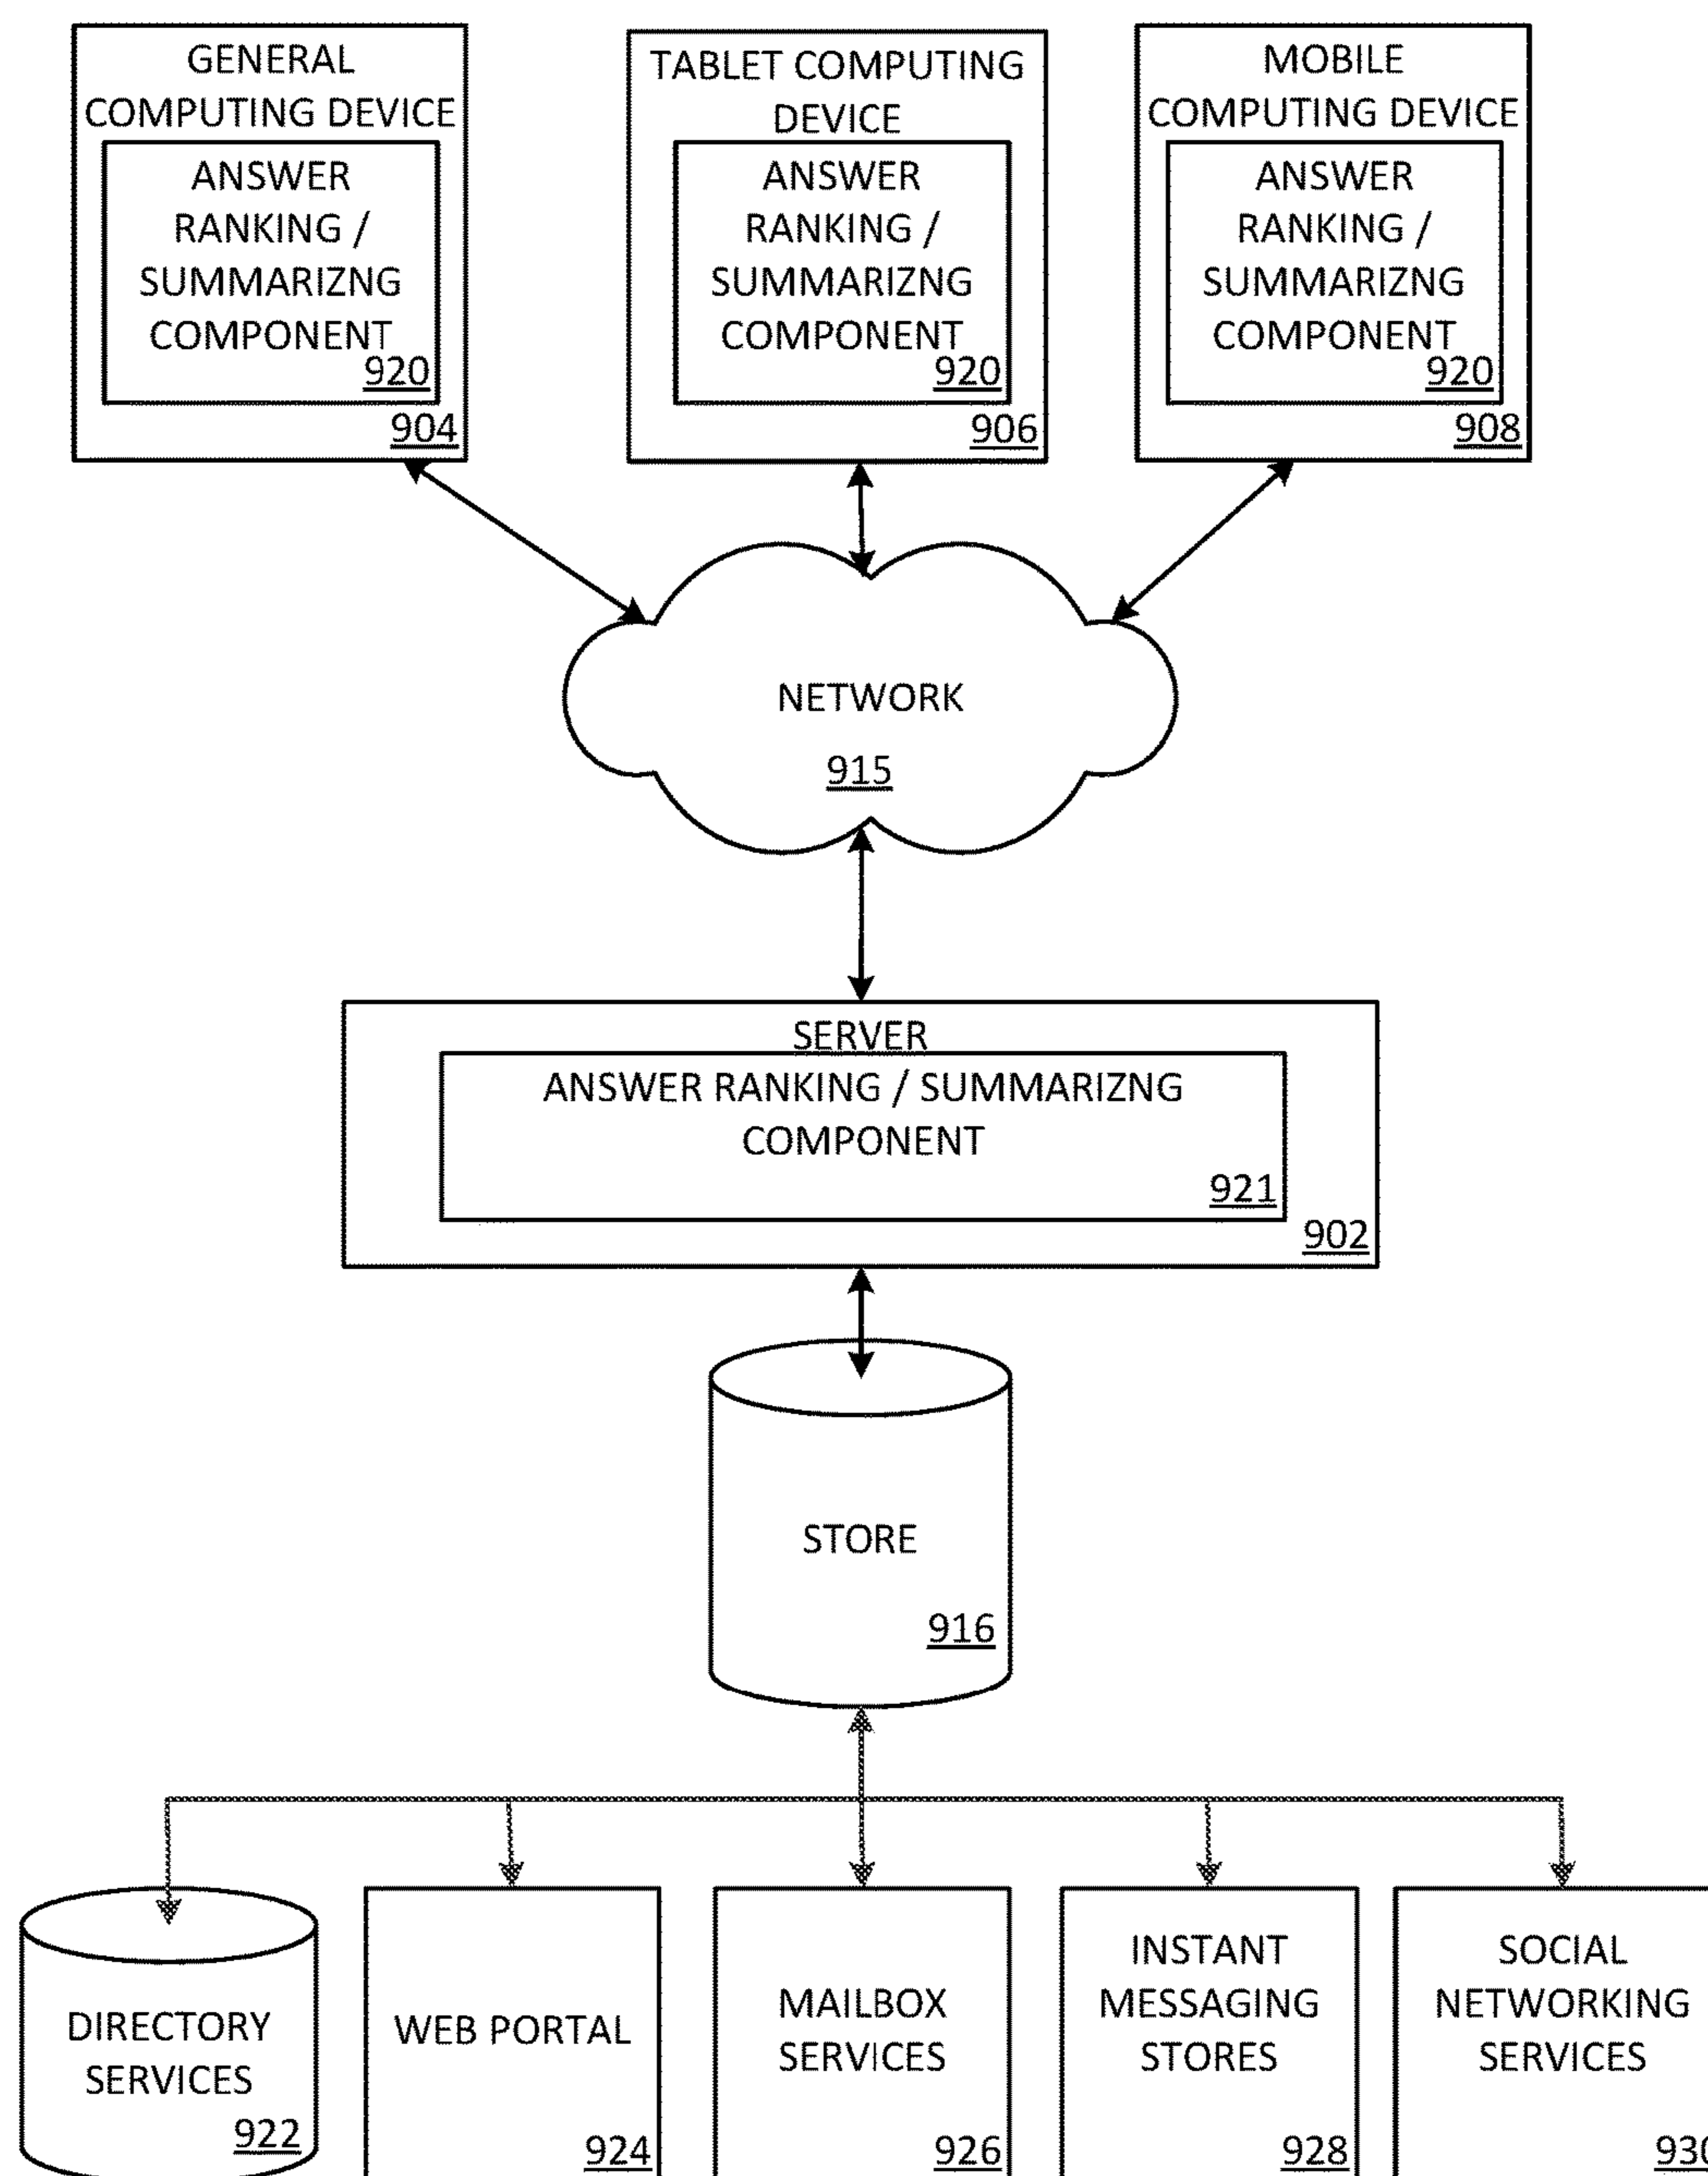 GENERAL
COMPUTING DEVICE
ANSWER
RANKING /
SUMMARIZNG
COMPONENT
920
904
TABLET COMPUTING
DEVICE
ANSWER
RANKING /
SUMMARIZNG
COMPONENT
920
906
MOBILE
COMPUTING DEVICE
ANSWER
RANKING /
SUMMARIZNG
COMPONENT
920
908
NETWORK
915
SERVER
ANSWER RANKING / SUMMARIZNG
COMPONENT
921
902
STORE
916
DIRECTORY
SERVICES
922
WEB PORTAL
924
MAILBOX
SERVICES
926
INSTANT
MESSAGING
STORES
928
SOCIAL
NETWORKING
SERVICES
930